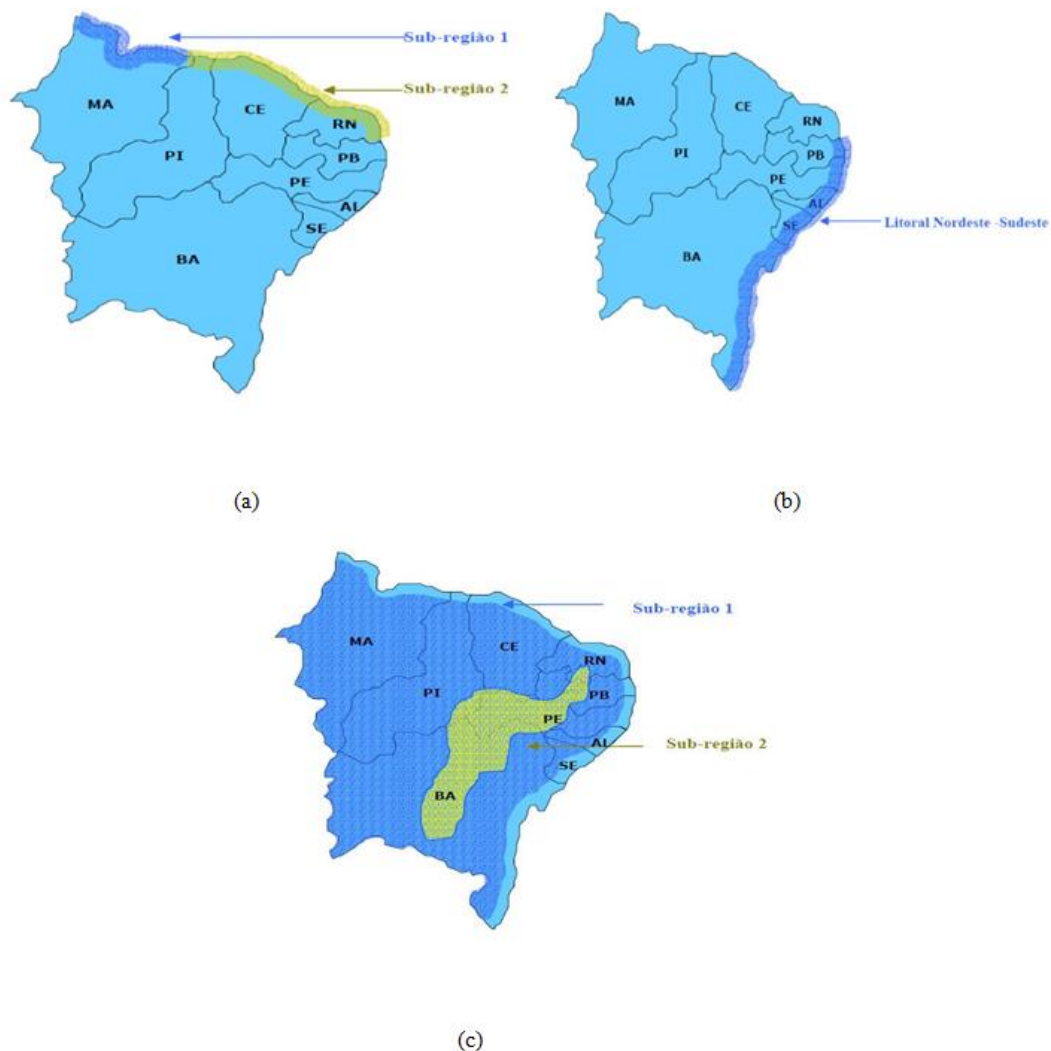 Sub-região 1
Sub-região 2
MA
CE
RN
PI
PB
PE
AL
SE
BA
(a)
MA
CE
RN
PI
PB
PE
AL
SE
Litoral Nordeste -Sudeste
BA
(b)
Sub-região 1
MA
CE
RN
PI
PB
PE
AL
Sub-região 2
SE
BA
(c)